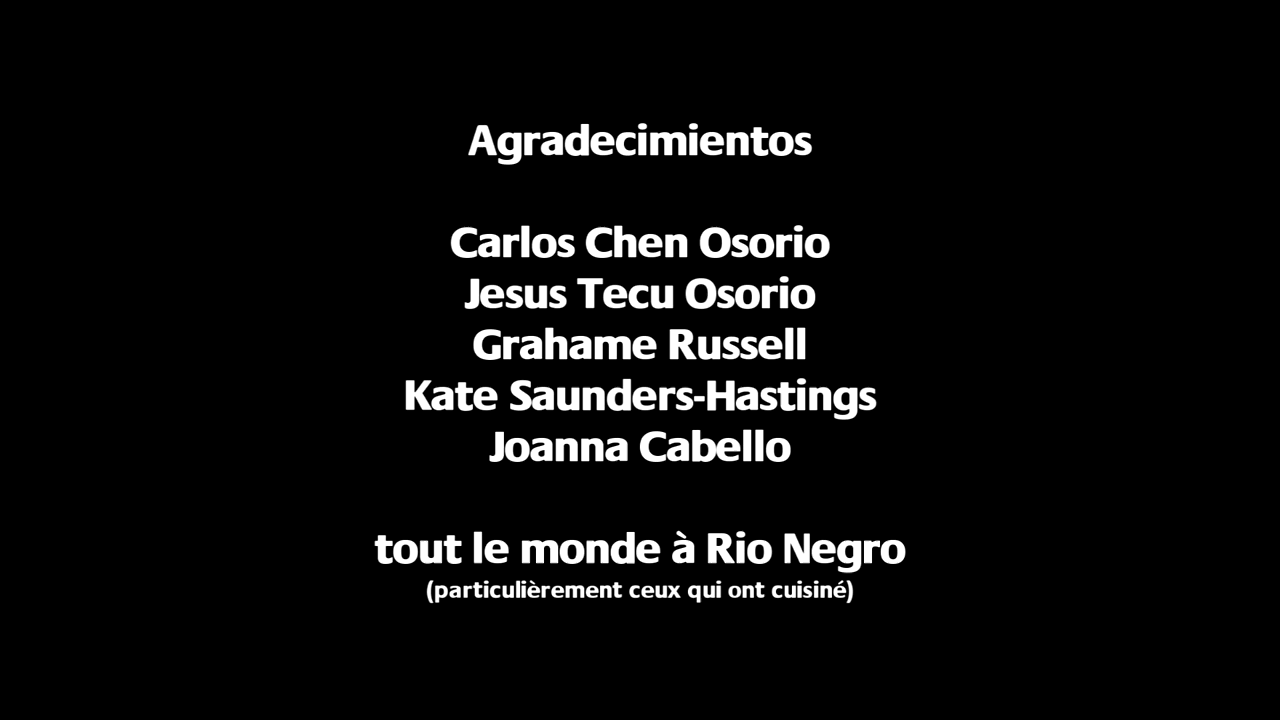 Agradecimientos
Carlos Chen Osorio
Jesus Tecu Osorio
Grahame Russell
Kate Saunders-Hastings
Joanna Cabello
tout le monde à Rio Negro
(particulièrement ceux qui ont cuisiné)